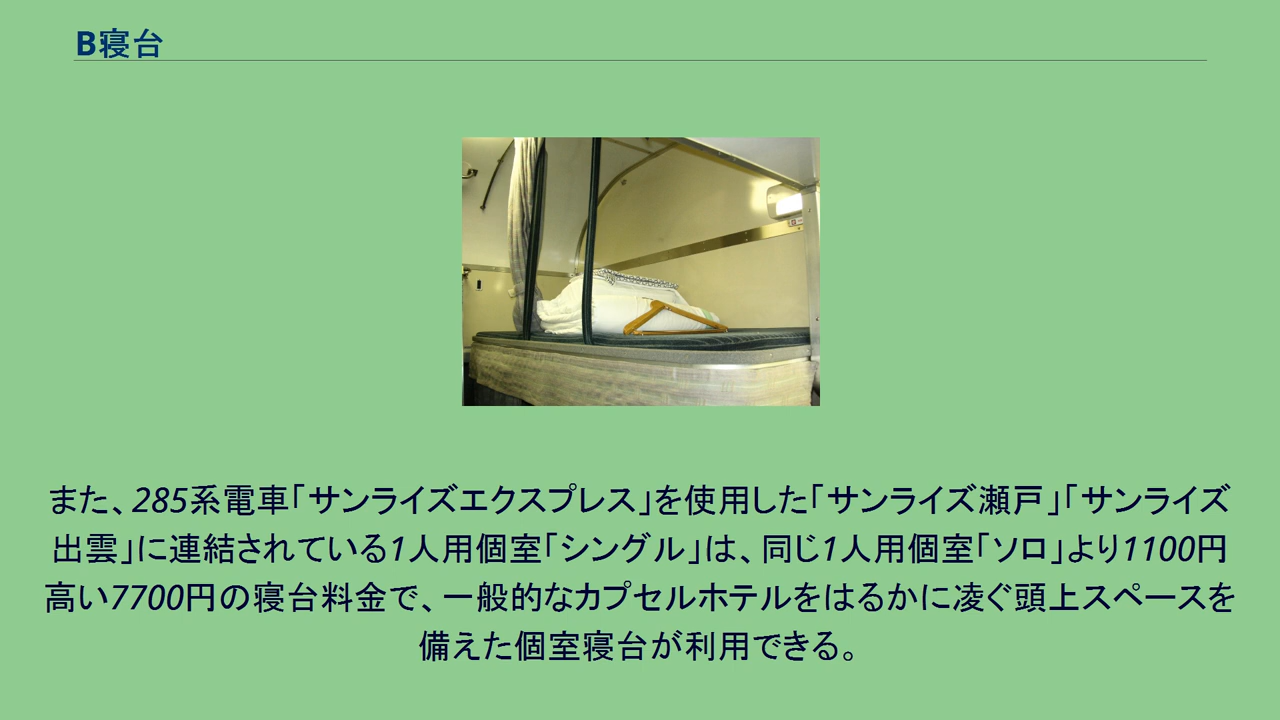 B寝台
また、285系電車「サンライズエクスプレス」を使用した「サンライズ瀬戸」「サンライズ
出雲」に連結されている1人用個室「シングル」は、同じ1人用個室「ソロ」より1100円
高い7700円の寝台料金で、一般的なカプセルホテルをはるかに凌ぐ頭上スペースを
備えた個室寝台が利用できる。